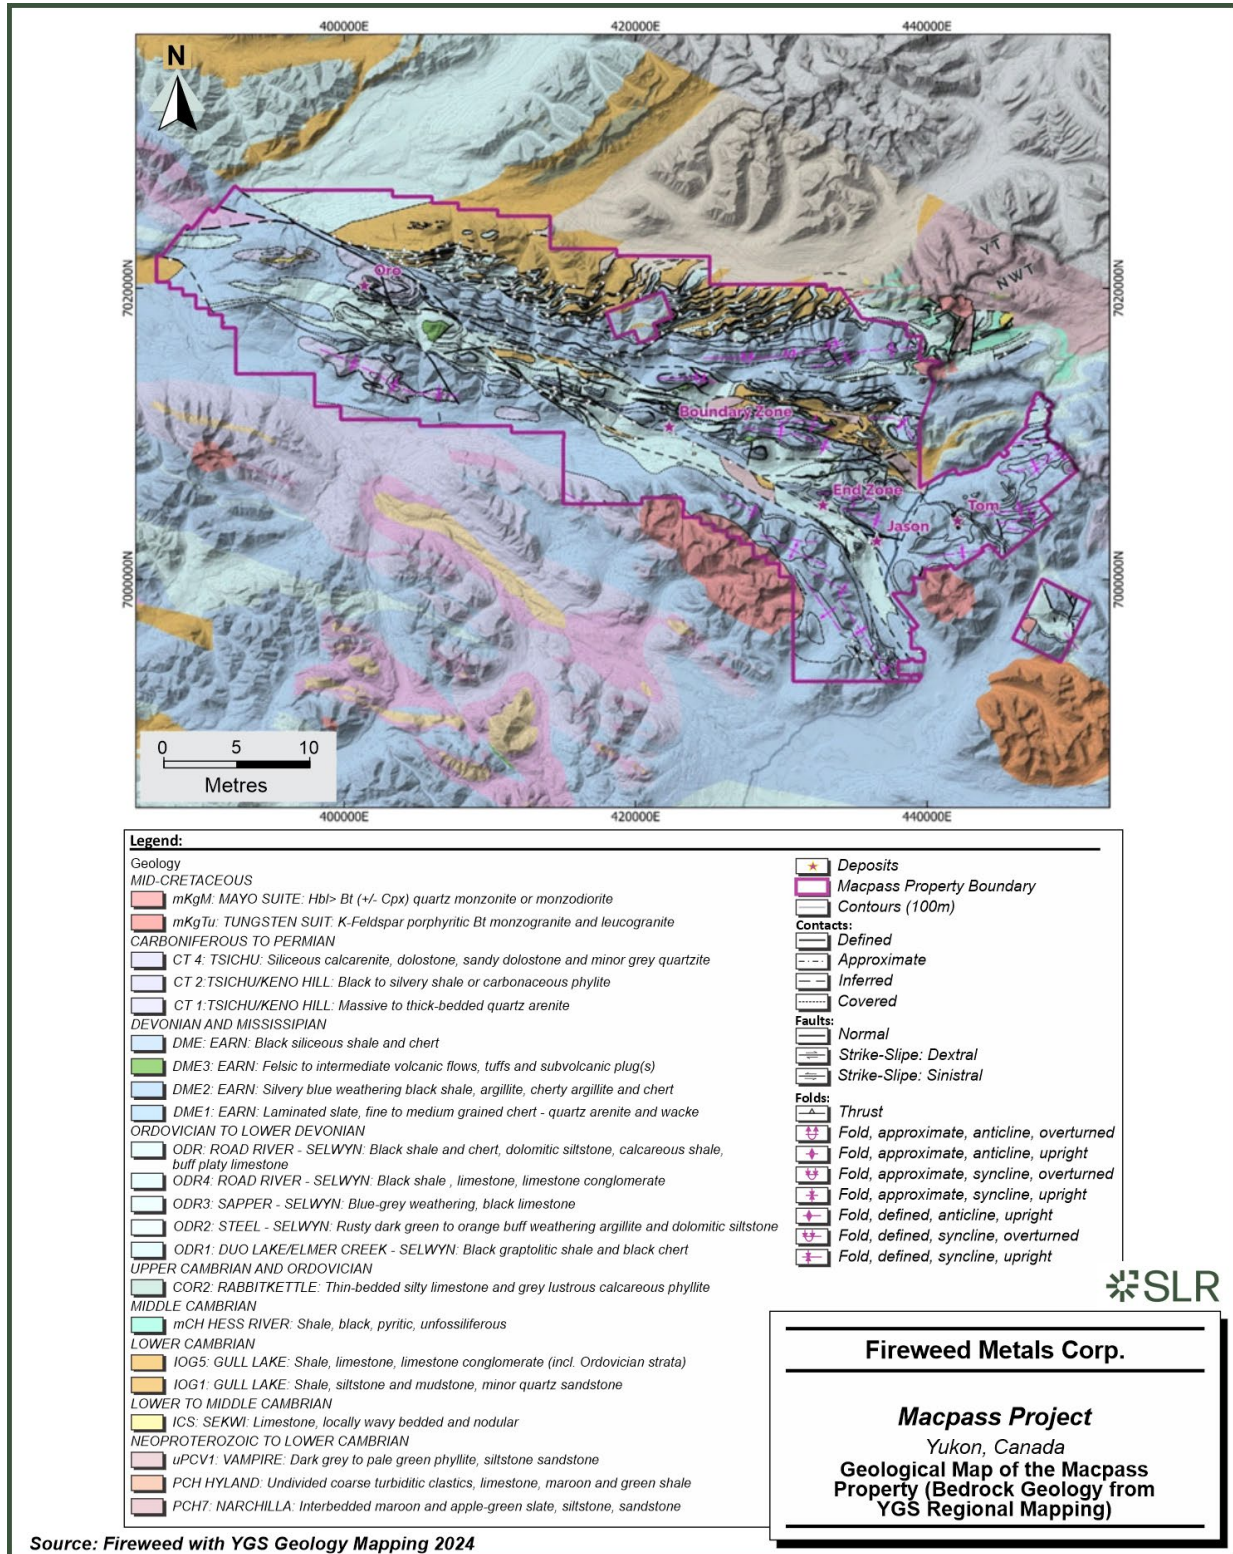 400000E
420000E
440000E
N
YT
NWT
7020000N
7020000N
Oro
Boundary Zone
End Zone
Tom
Jason
7000000N
7000000N
0 5 10
Metres
400000E
420000E
440000E
Legend:
Geology
MID-CRETACEOUS
mKgM: MAYO SUITE: Hbl> Bt (+/- Cpx) quartz monzonite or monzodiorite
mKgTu: TUNGSTEN SUIT: K-Feldspar porphyritic Bt monzogranite and leucogranite
CARBONIFEROUS TO PERMIAN
CT 4: TSICHU: Siliceous calcarenite, dolostone, sandy dolostone and minor grey quartzite
CT 2:TSICHU/KENO HILL: Black to silvery shale or carbonaceous phylite
CT 1:TSICHU/KENO HILL: Massive to thick-bedded quartz arenite
DEVONIAN AND MISSISIPIAN
DME: EARN: Black siliceous shale and chert
DME3: EARN: Felsic to intermediate volcanic flows, tuffs and subvolcanic plug(s)
DME2: EARN: Silvery blue weathering black shale, argillite, cherty argillite and chert
DME1: EARN: Laminated slate, fine to medium grained chert - quartz arenite and wacke
ORDOVICIAN TO LOWER DEVONIAN
ODR: ROAD RIVER - SELWYN: Black shale and chert, dolomitic siltstone, calcareous shale,
buff platy limestone
ODR4: ROAD RIVER - SELWYN: Black shale , limestone, limestone conglomerate
ODR3: SAPPER - SELWYN: Blue-grey weathering, black limestone
ODR2: STEEL - SELWYN: Rusty dark green to orange buff weathering argillite and dolomitic siltstone
ODR1: DUO LAKE/ELMER CREEK - SELWYN: Black graptolitic shale and black chert
UPPER CAMBRIAN AND ORDOVICIAN
COR2: RABBITKETTLE: Thin-bedded silty limestone and grey lustrous calcareous phyllite
MIDDLE CAMBRIAN
mCH HESS RIVER: Shale, black, pyritic, unfossiliferous
LOWER CAMBRIAN
IOG5: GULL LAKE: Shale, limestone, limestone conglomerate (incl. Ordovician strata)
IOG1: GULL LAKE: Shale, siltstone and mudstone, minor quartz sandstone
LOWER TO MIDDLE CAMBRIAN
ICS: SEKWI: Limestone, locally wavy bedded and nodular
NEOPROTEROZOIC TO LOWER CAMBRIAN
uPCV1: VAMPIRE: Dark grey to pale green phyllite, siltstone sandstone
PCH HYLAND: Undivided coarse turbiditic clastics, limestone, maroon and green shale
PCH7: NARCHILLA: Interbedded maroon and apple-green slate, siltstone, sandstone
Deposits
Macpass Property Boundary
Contours (100m)
Contacts:
Defined
Approximate
Inferred
Covered
Faults:
Normal
Strike-Slipe: Dextral
Strike-Slipe: Sinistral
Folds:
Thrust
Fold, approximate, anticline, overturned
Fold, approximate, anticline, upright
Fold, approximate, syncline, overturned
Fold, approximate, syncline, upright
Fold, defined, anticline, upright
Fold, defined, syncline, overturned
Fold, defined, syncline, upright
SLR
Fireweed Metals Corp.
Macpass Project
Yukon, Canada
Geological Map of the Macpass
Property (Bedrock Geology from
YGS Regional Mapping)
Source: Fireweed with YGS Geology Mapping 2024